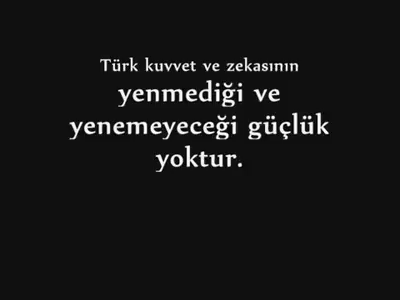 Türk kuvvet ve zekasının
yenmediği ve
yenemeyeceği güçlük
yoktur.